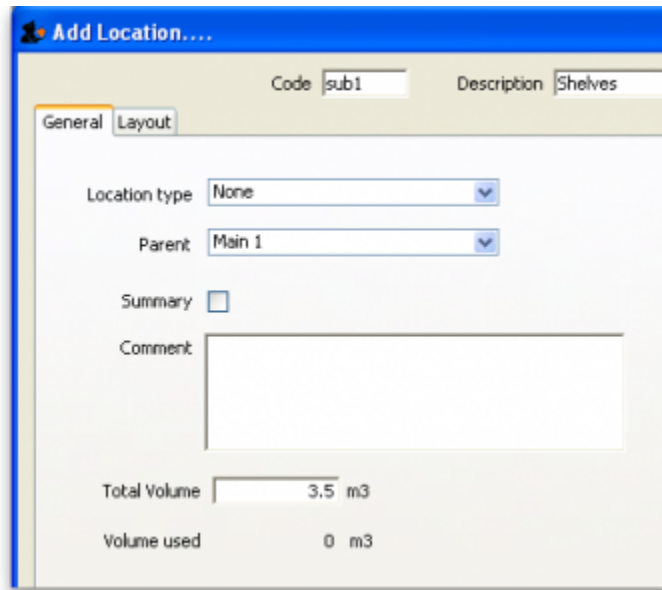 Add Location....
Code sub1 Description Shelves
General Layout
Location type None
Parent Main 1
Summary
Comment
Total Volume 3.5 m3
Volume used 0 m3